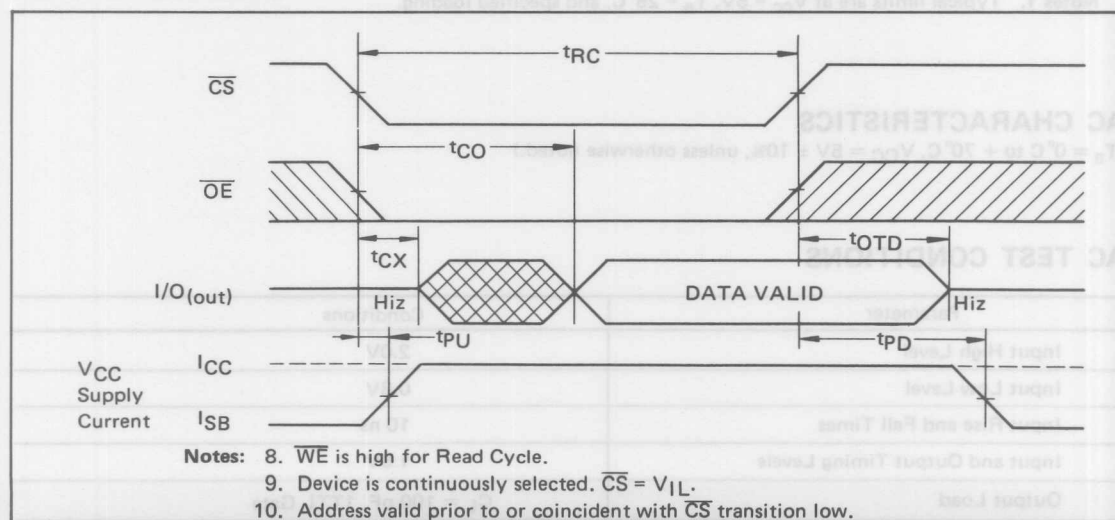 tRC
CS
tCO
OE
tCX
tOTD
I/O(out)
Hiz
DATA VALID
Hiz
tPU
tPD
VCC
Supply
Current
ICC
ISB
Notes: 8. WE is high for Read Cycle.
9. Device is continuously selected. CS = VIL.
10. Address valid prior to or coincident with CS transition low.
AC CHARACTERISTICS
AC TEST CONDITIONS
Parameter
Conditions
Input High Level
Input Low Level
Input Rise and Fall Times
Input and Output Timing Levels
Output Load